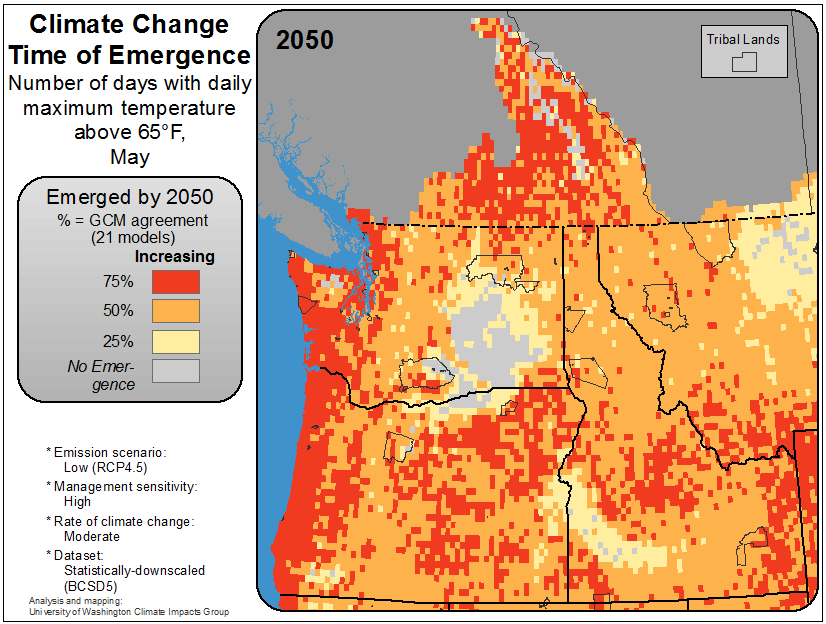 Climate Change
Time of Emergence
Number of days with daily
maximum temperature
above 65°F,
May
Emerged by 2050
% = GCM agreement
(21 models)
Increasing
75%
50%
25%
No Emer-
gence
* Emission scenario:
Low (RCP4.5)
* Management sensitivity:
High
* Rate of climate change:
Moderate
* Dataset:
Statistically-downscaled
(BCSD5)
Analysis and mapping:
University of Washington Climate Impacts Group
2050
Tribal Lands